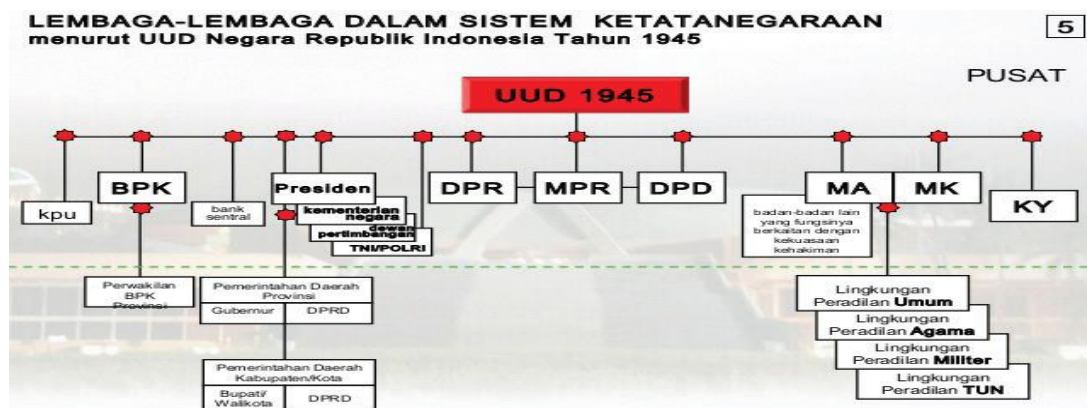 LEMBAGA-LEMBAGA DALAM SISTEM KETATANEGARAAN
menurut UUD Negara Republik Indonesia Tahun 1945
5
PUSAT
UUD 1945
kpu
BPK
bank
sentral
Presiden
kementerian
negara
dewan
pertimbangan
TNI/POLRI
DPR
MPR
DPD
MA
MK
KY
badan-badan lain
yang fungsinya
berkaitan dengan
kekuasaan
kehakiman
Perwakilan
BPK
Provinsi
Pemerintahan Daerah
Provinsi
Gubernur
DPRD
Pemerintahan Daerah
Kabupaten/Kota
Bupati/
Walikota
DPRD
Lingkungan
Peradilan Umum
Lingkungan
Peradilan Agama
Lingkungan
Peradilan Militer
Lingkungan
Peradilan TUN